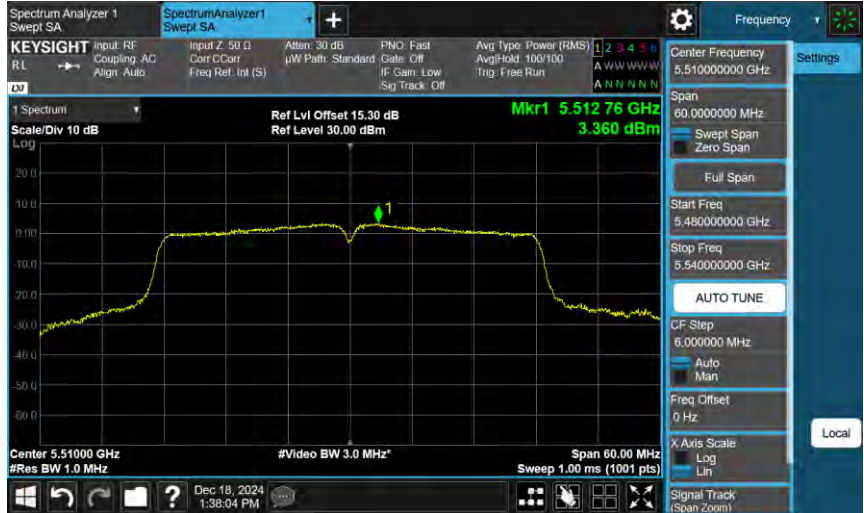 Spectrum Analyzer 1
Swept SA
SpectrumAnalyzer1
Swept SA
Frequency
KEYSIGHT
RL
LXI
Input: RF
Coupling: AC
Align: Auto
Input Z: 50 Ω
Corr CCorr
Freq Ref: Int (S)
Atten: 30 dB
µW Path: Standard
PNO: Fast
Gate: Off
IF Gain: Low
Sig Track: Off
Avg Type: Power (RMS)
Avg|Hold: 100/100
Trig: Free Run
1 2 3 4 5 6
A W W W W W
A N N N N N
1 Spectrum
Scale/Div 10 dB
Log
Ref Lvl Offset 15.30 dB
Ref Level 30.00 dBm
Mkr1 5.512 76 GHz
3.360 dBm
20.0
10.0
0.00
-10.0
-20.0
-30.0
-40.0
-50.0
-60.0
1
Center 5.51000 GHz
#Res BW 1.0 MHz
#Video BW 3.0 MHz*
Span 60.00 MHz
Sweep 1.00 ms (1001 pts)
Dec 18, 2024
1:38:04 PM
Center Frequency
5.510000000 GHz
Settings
Span
60.0000000 MHz
Swept Span
Zero Span
Full Span
Start Freq
5.480000000 GHz
Stop Freq
5.540000000 GHz
AUTO TUNE
CF Step
6.000000 MHz
Auto
Man
Freq Offset
0 Hz
X Axis Scale
Log
Lin
Signal Track
(Span Zoom)
Local